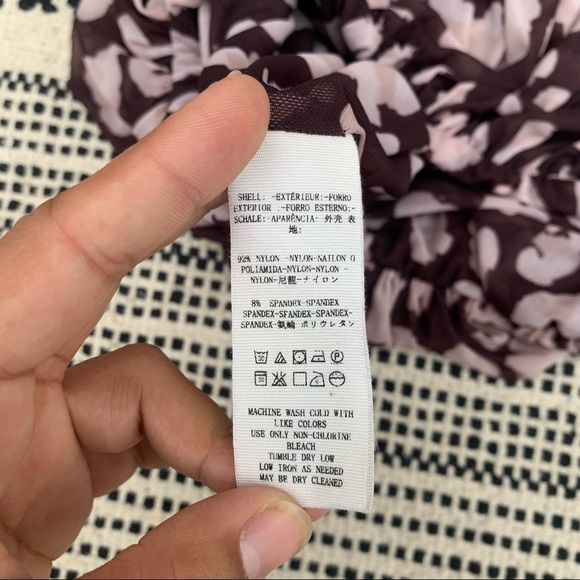 SHELL: -EXTÉRIEUR:-FORRO
EXTERIOR :-FORRO ESTERNO:-
SCHALE:-APARÊNCIA: 外壳 表
地:
92% NYLON -NYLON-NAILON O
POLIAMIDA-NYLON-NYLON -
NYLON-尼龍-ナイロン
8% SPANDEX-SPANDEX
SPANDEX-SFANDEX-SPANDEX-
SPANDEX-氨綸 ポリウレタン
MACHINE WASH COLD WITH
LIKE COLORS
USE ONLY NON-CHLORINE
BLEACH
TUMBLE DRY LOW
LOW IRON AS NEEDED
MAY BE DRY CLEANED